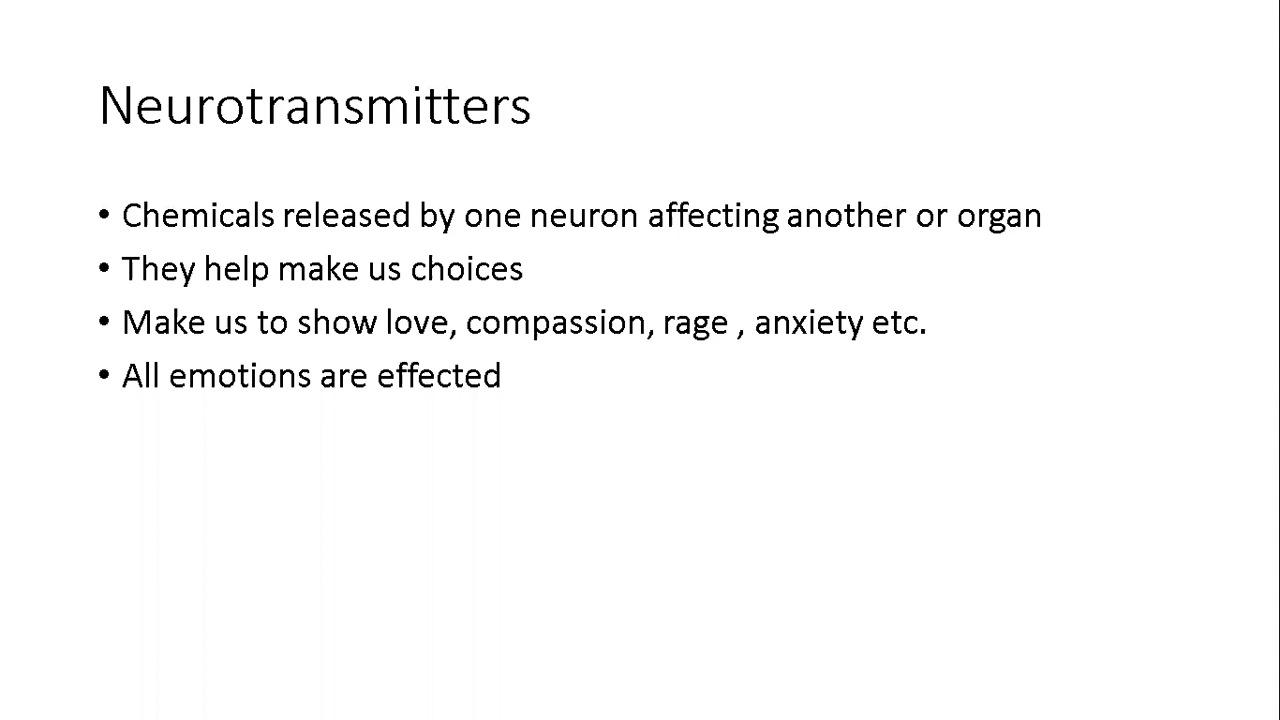 Neurotransmitters
• Chemicals released by one neuron affecting another or organ
• They help make us choices
• Make us to show love, compassion, rage , anxiety etc.
• All emotions are effected